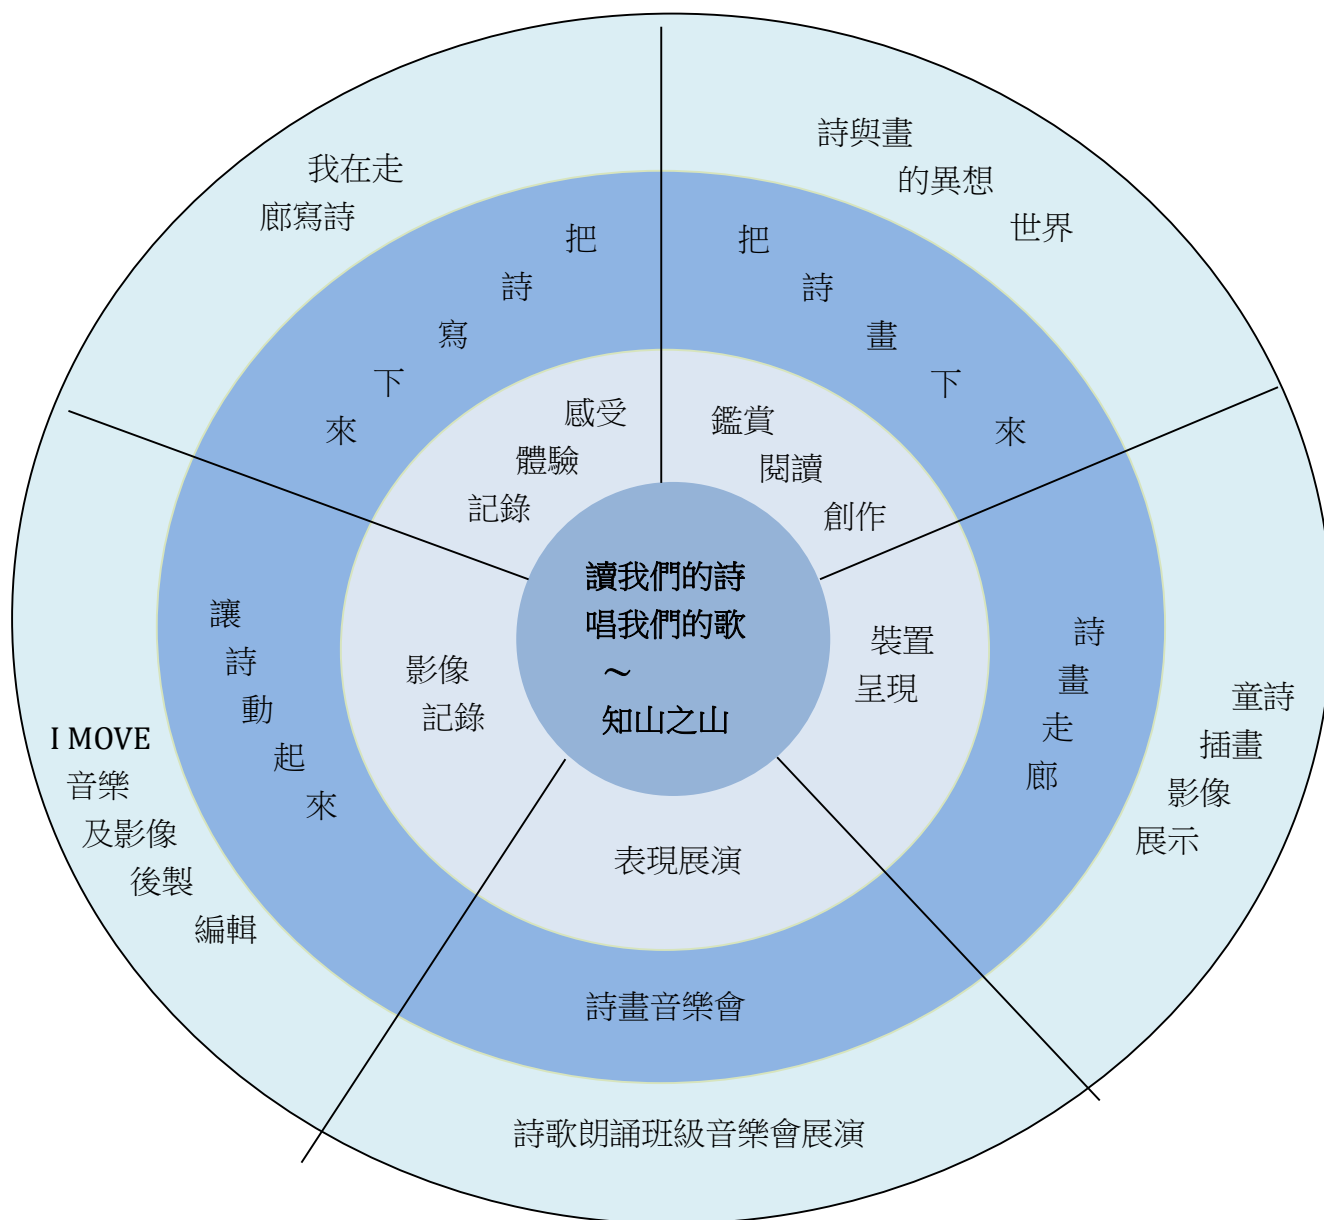 讀我們的詩
唱我們的歌
～
知山之山
感受
體驗
記錄
鑑賞
閱讀
創作
裝置
呈現
表現展演
影像
記錄
把詩寫下來
把詩畫下來
詩畫走廊
詩畫音樂會
讓詩動起來
我在走
廊寫詩
詩與畫
的異想
世界
童詩
插畫
影像
展示
詩歌朗誦班級音樂會展演
I MOVE
音樂
及影像
後製
編輯